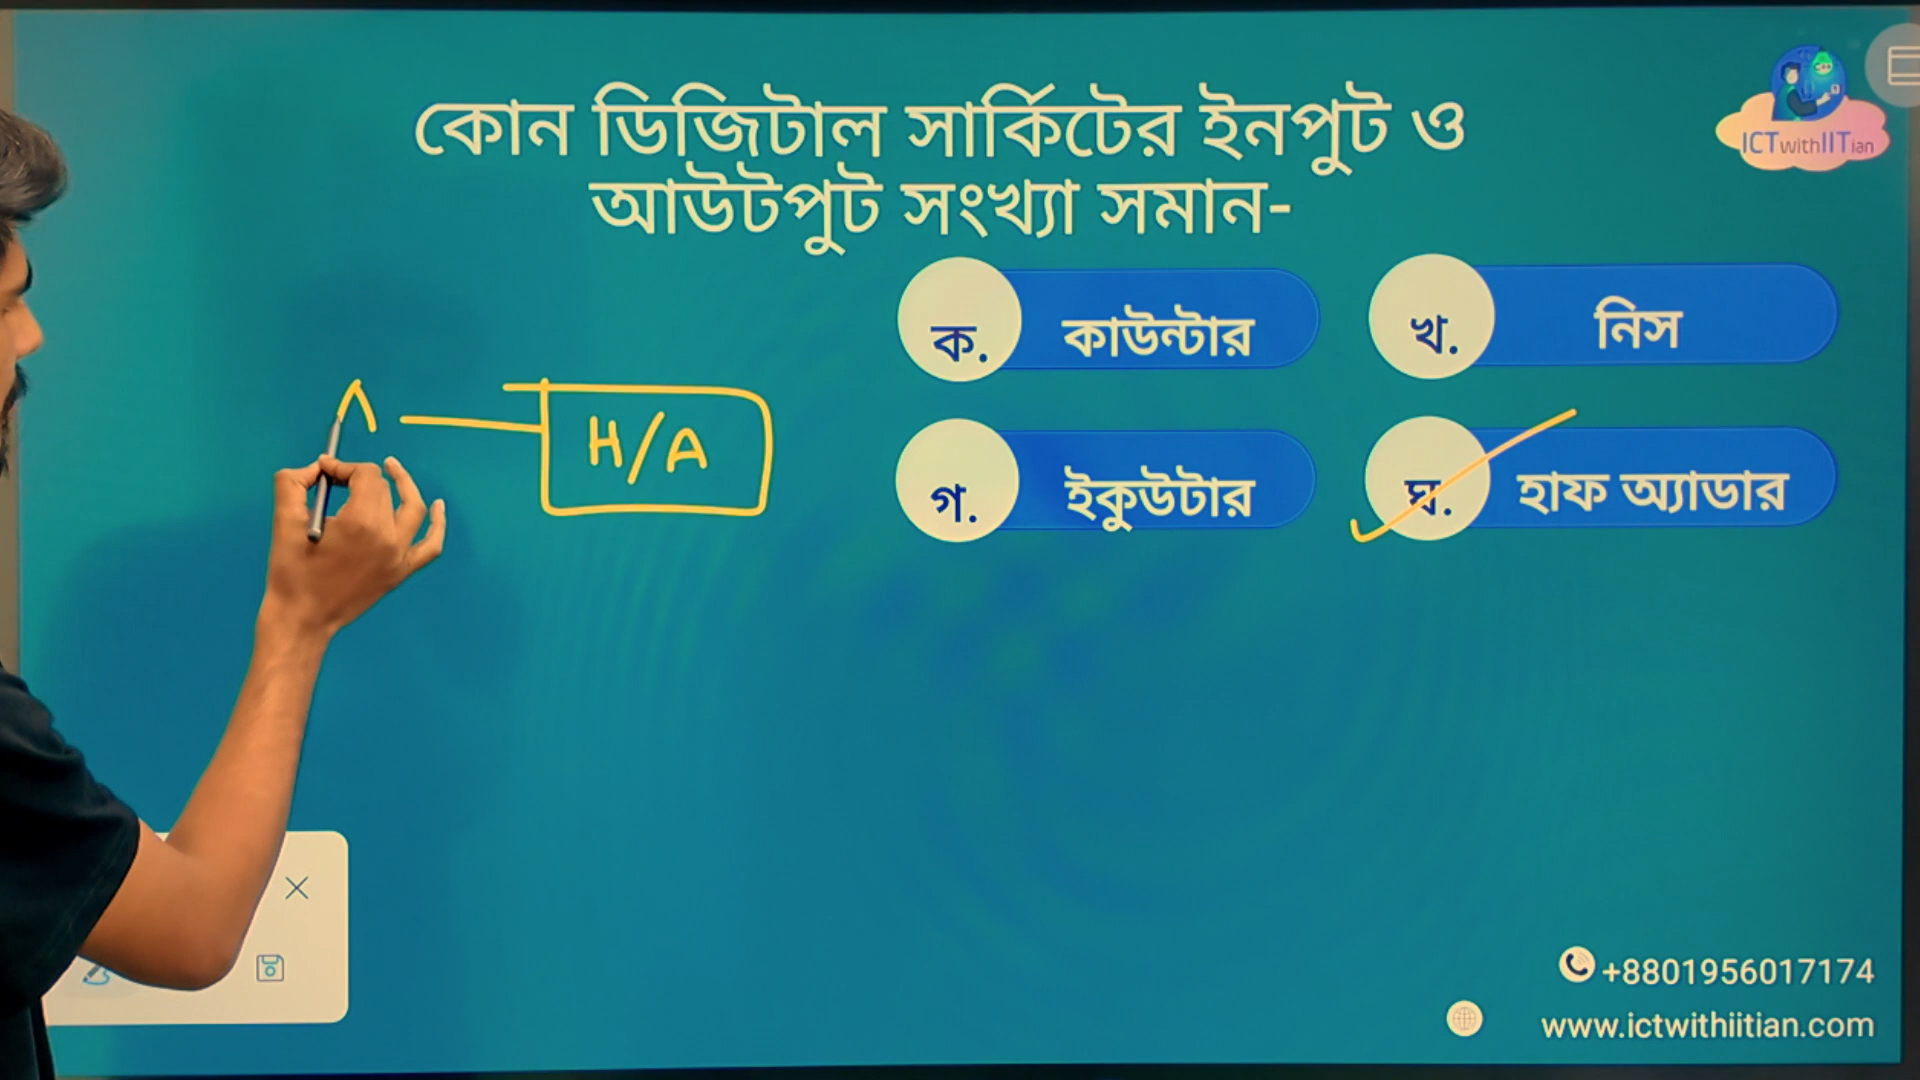 কোন ডিজিটাল সার্কিটের ইনপুট ও
আউটপুট সংখ্যা সমান-
ICTwithIITian
ক. কাউন্টার
খ. নিস
গ. ইকুউটার
ঘ. হাফ অ্যাডার
A
H/A
+8801956017174
www.ictwithiitian.com